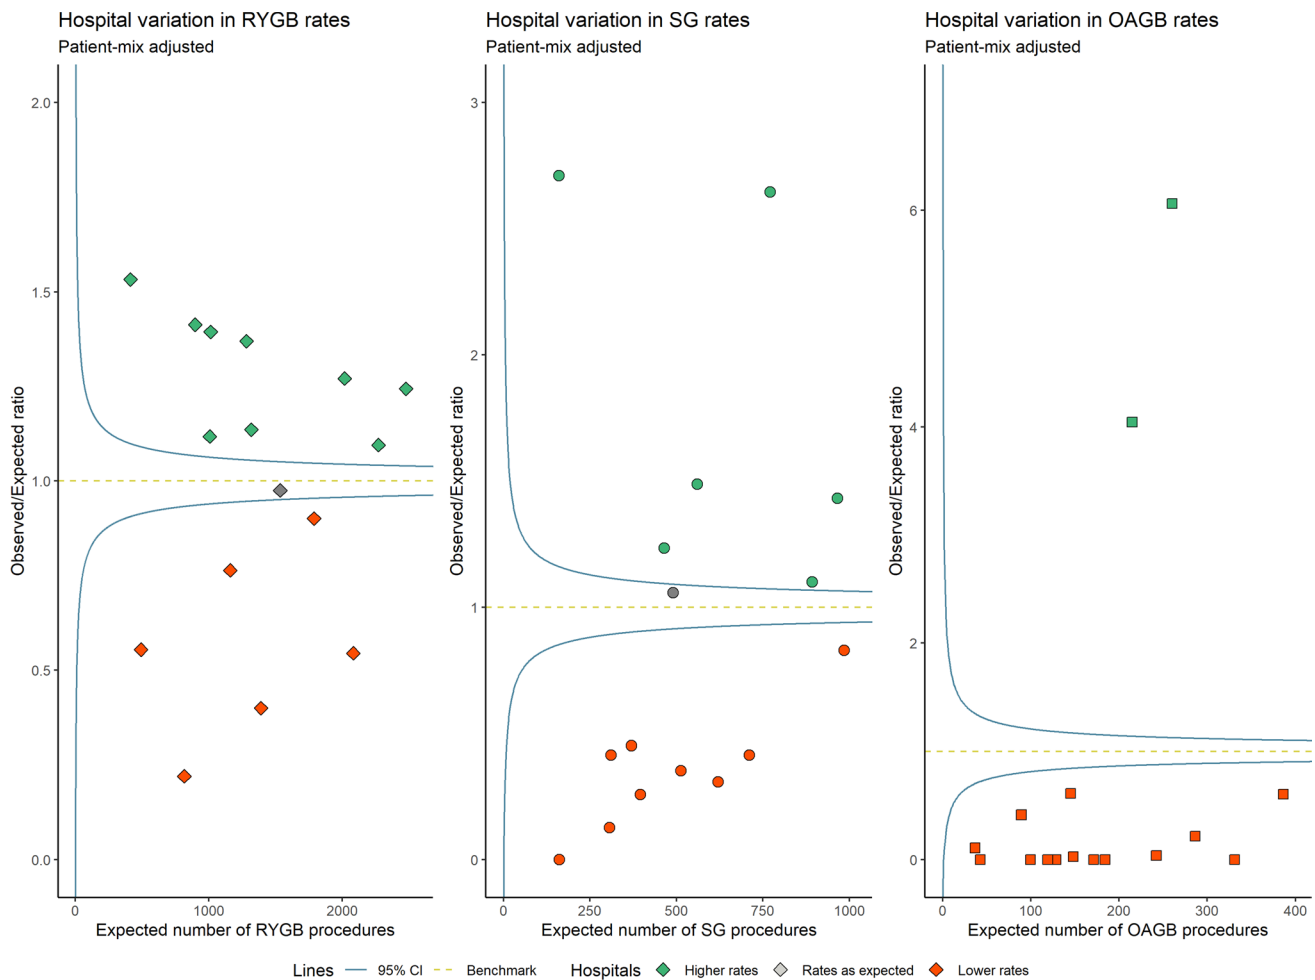 Hospital variation in RYGB rates
Patient-mix adjusted
2.0
1.5
1.0
0.5
0.0
Observed/Expected ratio
0
1000
2000
Expected number of RYGB procedures
Hospital variation in SG rates
Patient-mix adjusted
3
2
1
0
Observed/Expected ratio
0
250
500
750
1000
Expected number of SG procedures
Hospital variation in OAGB rates
Patient-mix adjusted
6
4
2
0
Observed/Expected ratio
0
100
200
300
400
Expected number of OAGB procedures
Lines 95% CI Benchmark Hospitals Higher rates Rates as expected Lower rates